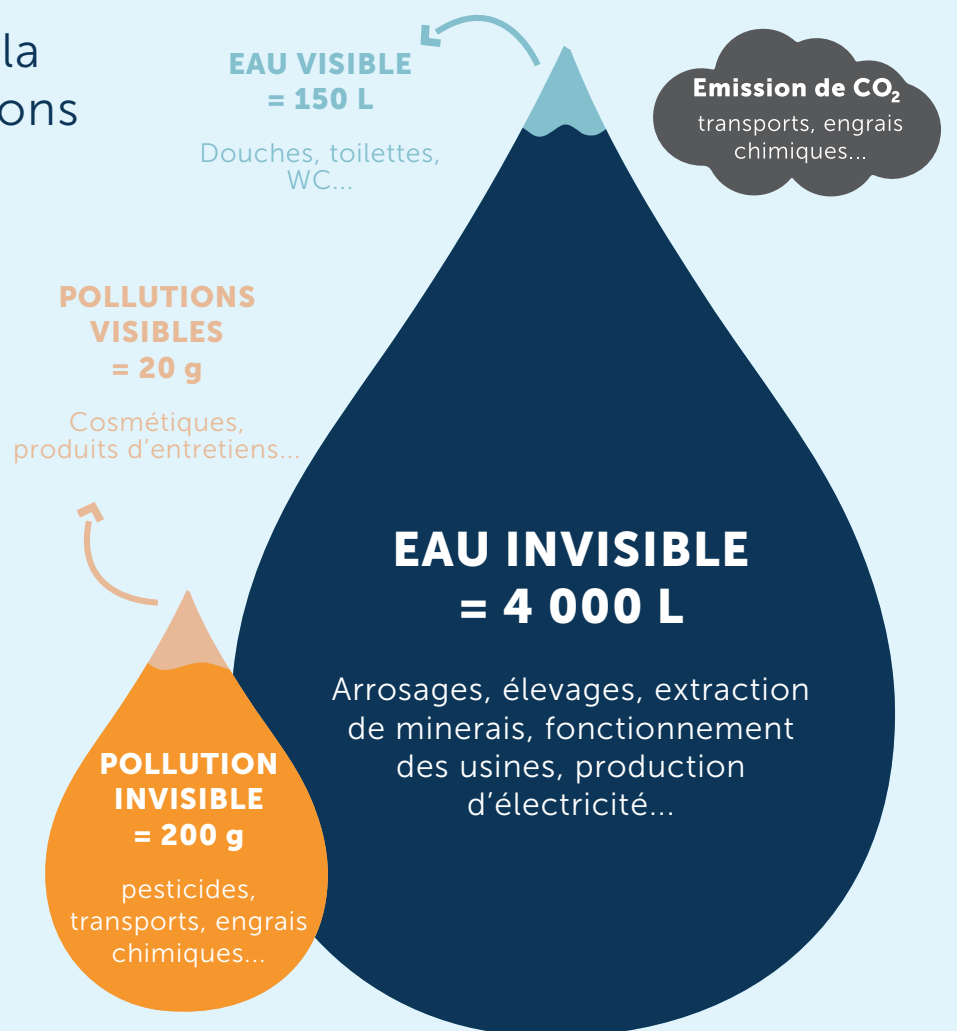 la
ons
EAU VISIBLE
= 150 L
Douches, toilettes,
WC...
Emission de CO₂
transports, engrais
chimiques...
POLLUTIONS
VISIBLES
= 20 g
Cosmétiques,
produits d’entretiens...
EAU INVISIBLE
= 4 000 L
Arrosages, élevages, extraction
de minerais, fonctionnement
des usines, production
d’électricité...
POLLUTION
INVISIBLE
= 200 g
pesticides,
transports, engrais
chimiques...